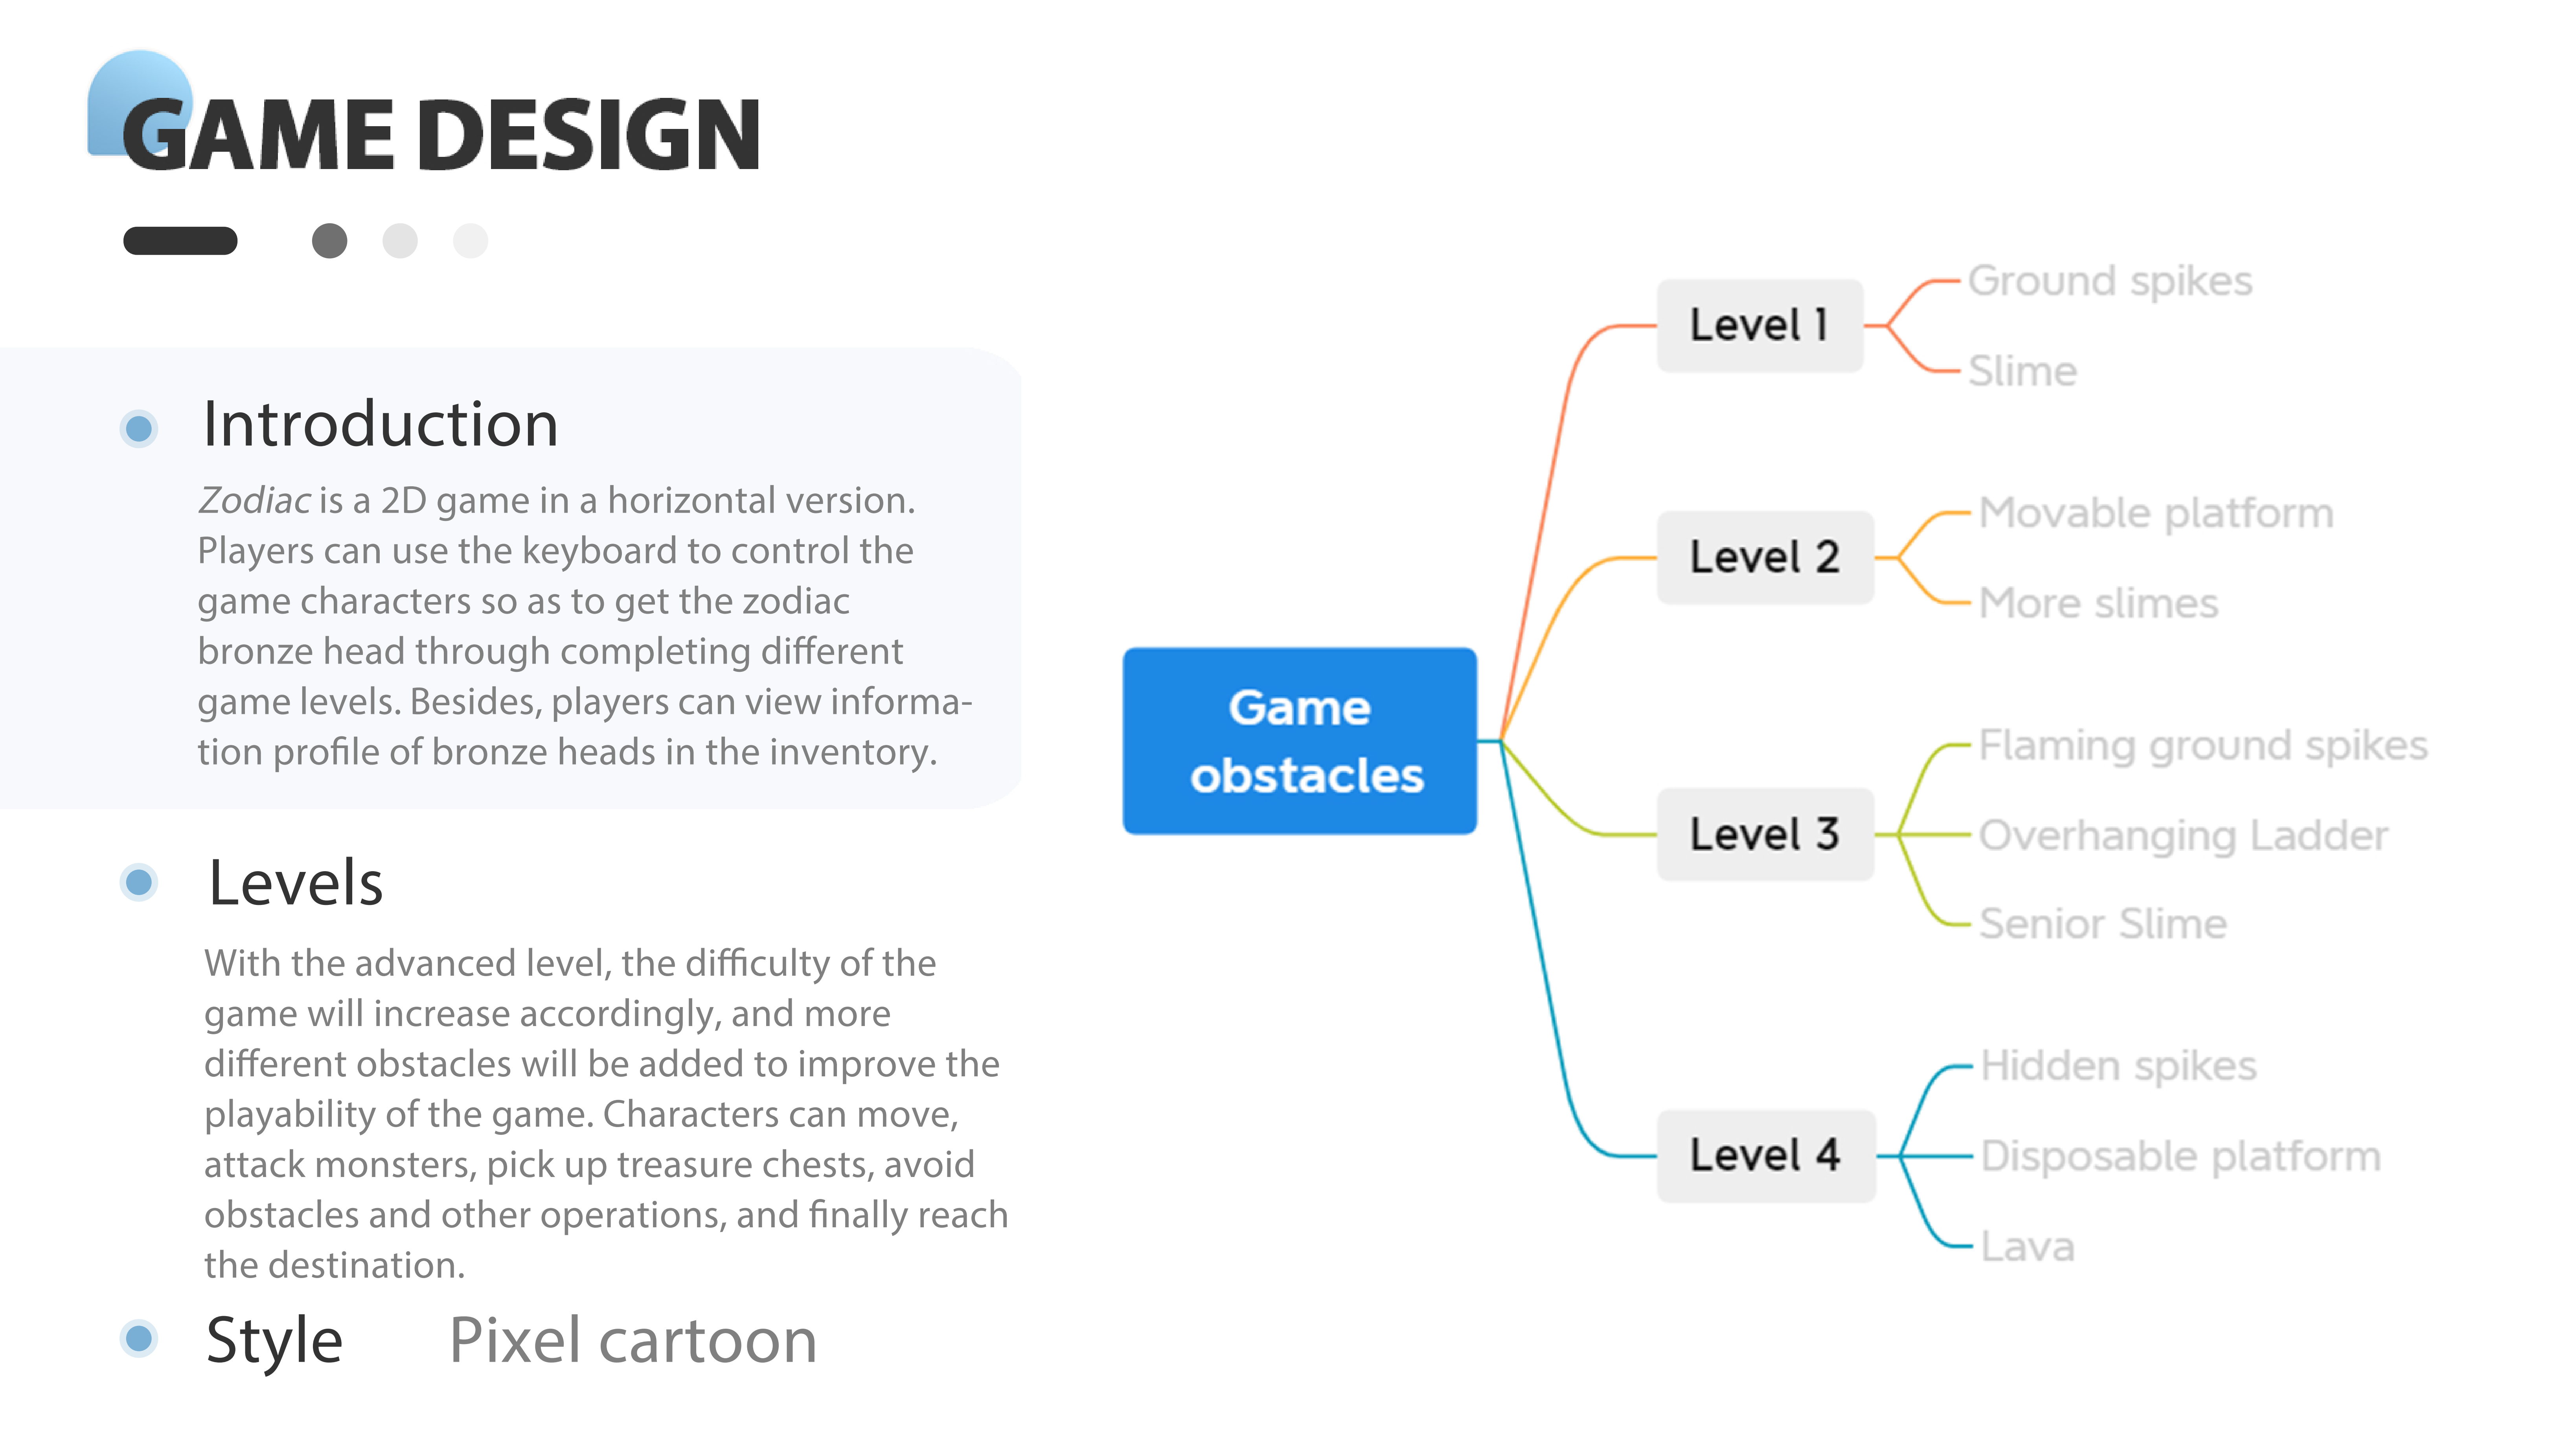 GAME DESIGN
Introduction
Zodiac is a 2D game in a horizontal version.
Players can use the keyboard to control the
game characters so as to get the zodiac
bronze head through completing different
game levels. Besides, players can view informa-
tion profile of bronze heads in the inventory.
Levels
With the advanced level, the difficulty of the
game will increase accordingly, and more
different obstacles will be added to improve the
playability of the game. Characters can move,
attack monsters, pick up treasure chests, avoid
obstacles and other operations, and finally reach
the destination.
Style Pixel cartoon
Game
obstacles
Level 1
Ground spikes
Slime
Level 2
Movable platform
More slimes
Level 3
Flaming ground spikes
Overhanging Ladder
Senior Slime
Level 4
Hidden spikes
Disposable platform
Lava